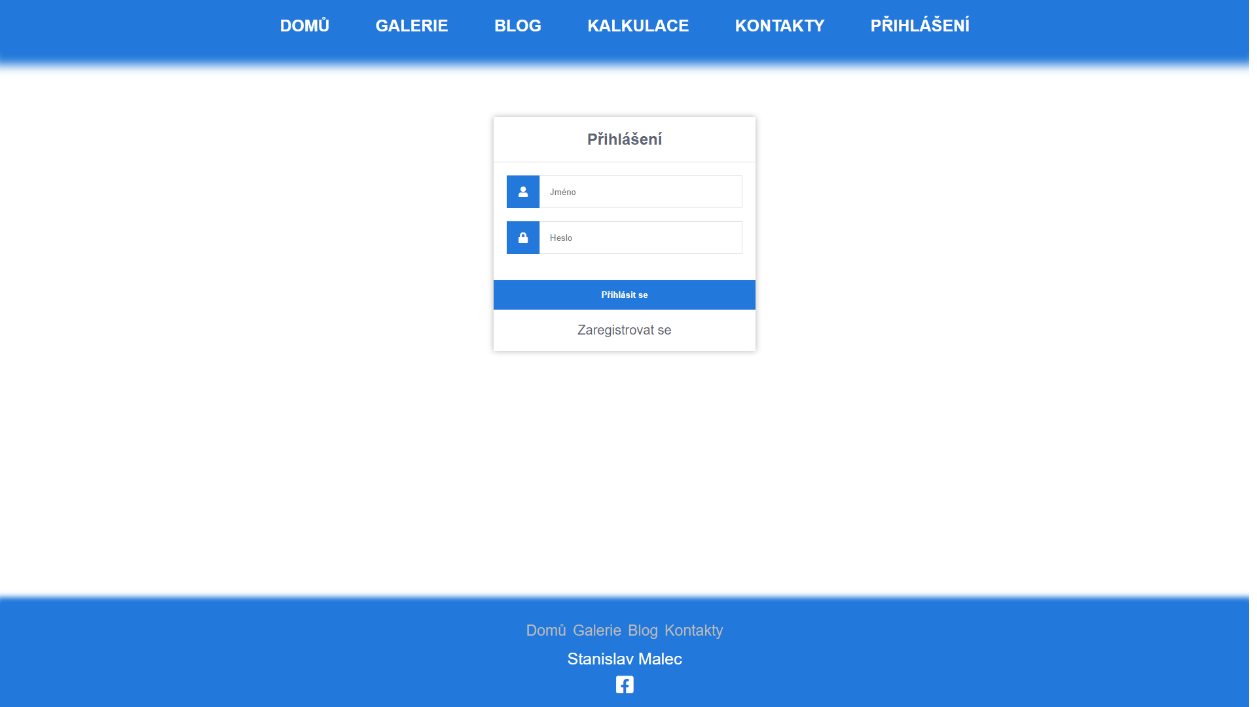 DOMŮ GALERIE BLOG KALKULACE KONTAKTY PŘIHLÁŠENÍ
Přihlášení
Jméno
Heslo
Přihlásit se
Zaregistrovat se
Domů Galerie Blog Kontakty
Stanislav Malec